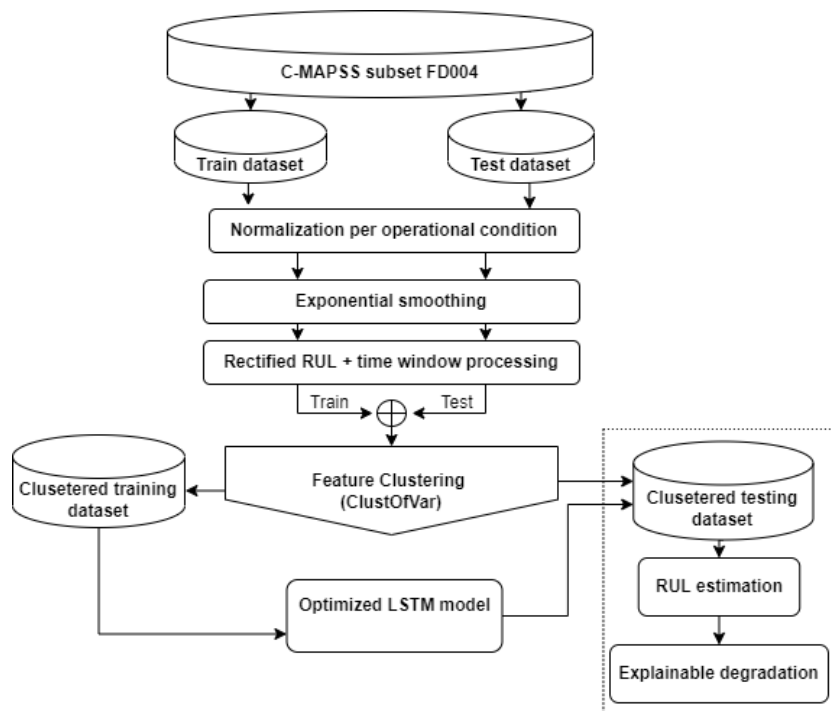 C-MAPSS subset FD004
Train dataset
Test dataset
Normalization per operational condition
Exponential smoothing
Rectified RUL + time window processing
Train
Test
Feature Clustering
(ClustOfVar)
Clusetered training
dataset
Clusetered testing
dataset
Optimized LSTM model
RUL estimation
Explainable degradation